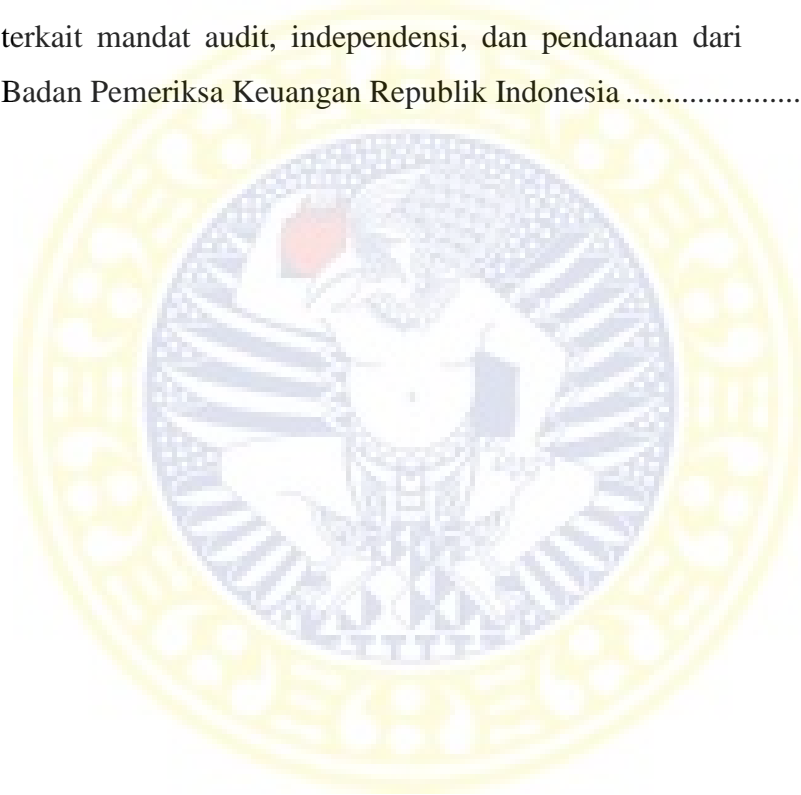 terkait mandat audit, independensi, dan pendanaan dari
Badan Pemeriksa Keuangan Republik Indonesia ......................